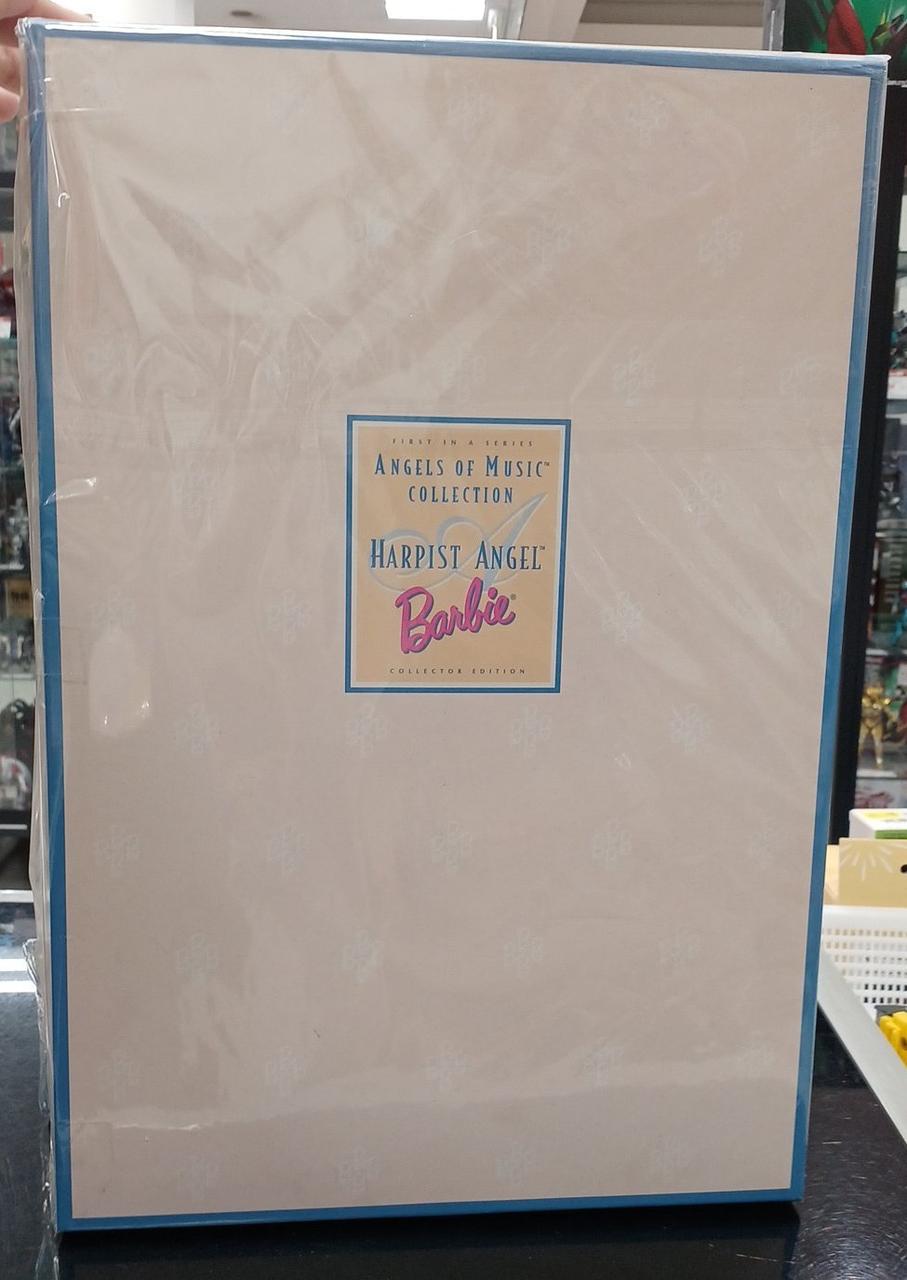 FIRST IN A SERIES
ANGELS OF MUSIC™
COLLECTION
HARPIST ANGEL™
Barbie®
COLLECTOR EDITION